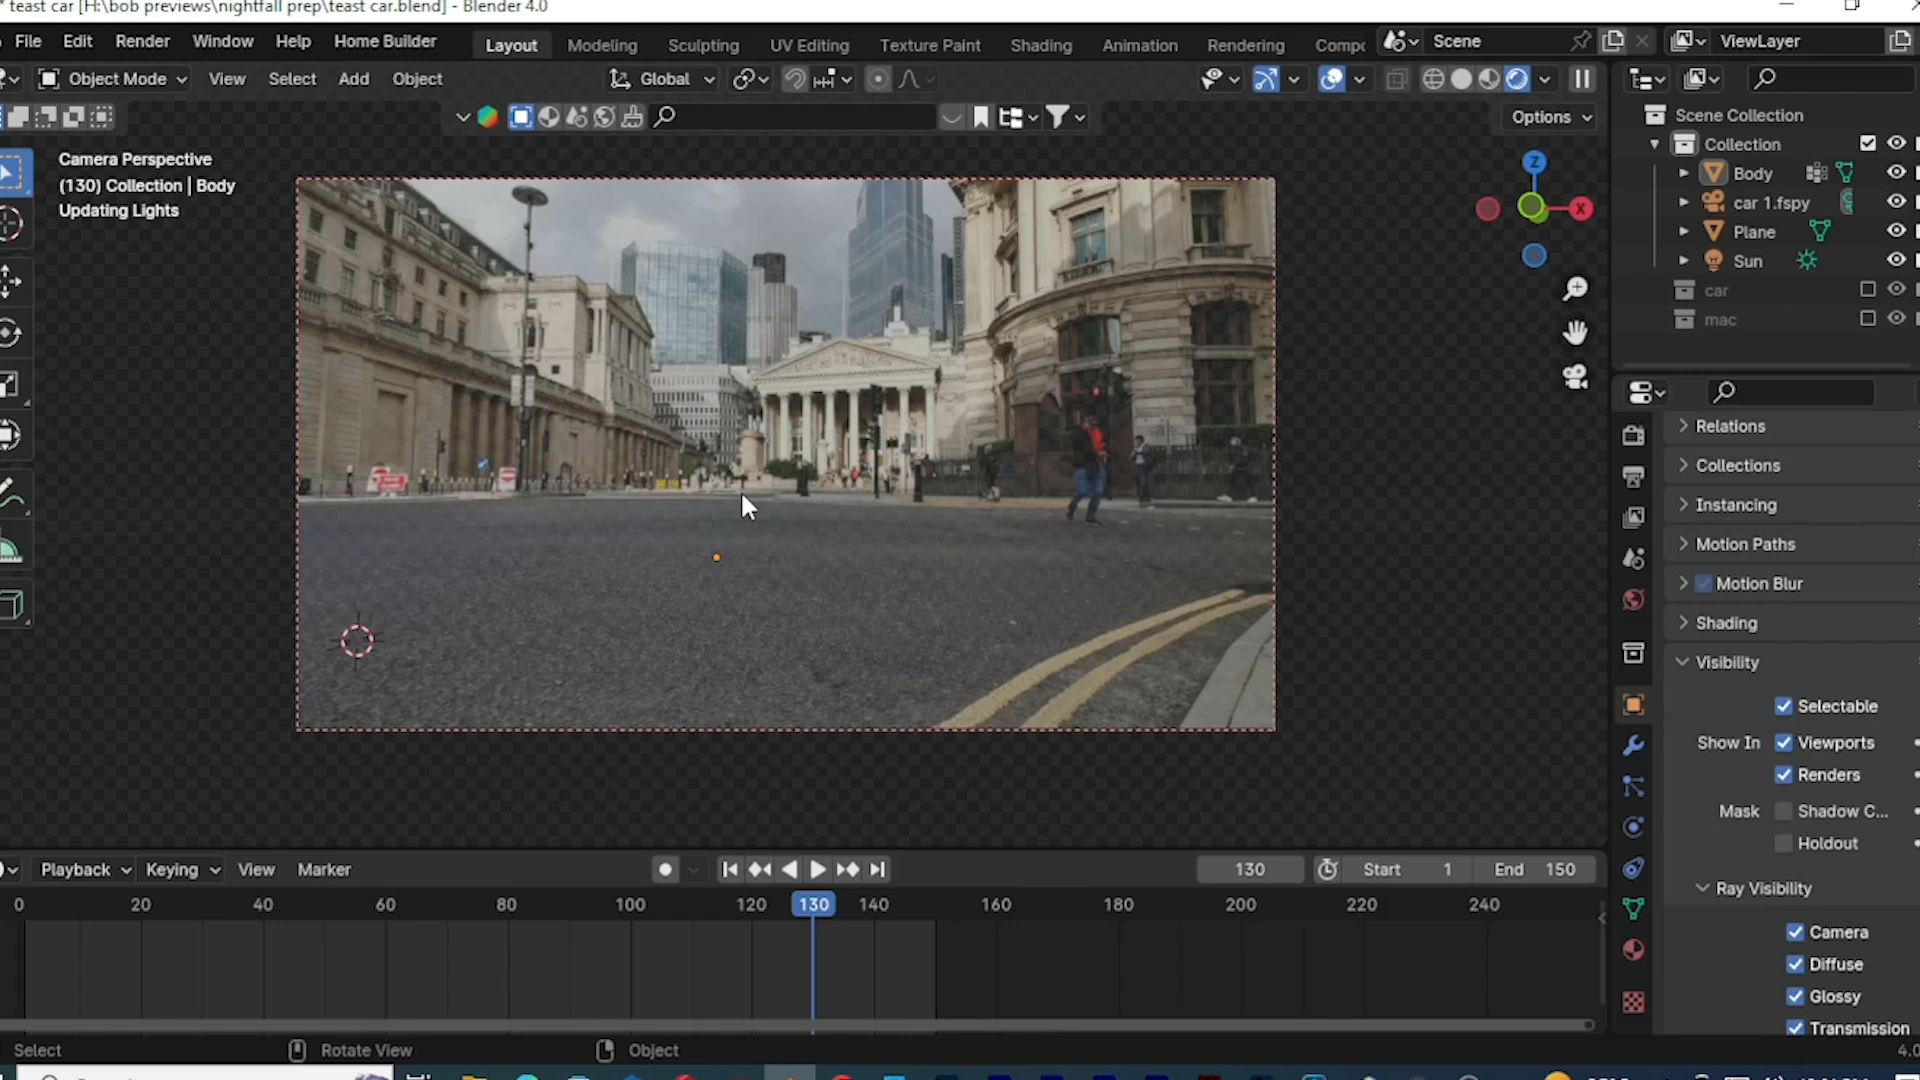 * teast car [H:\bob previews\nightfall prep\teast car.blend] - Blender 4.0
File Edit Render Window Help Home Builder Layout Modeling Sculpting UV Editing Texture Paint Shading Animation Rendering Compo Scene ViewLayer
Object Mode View Select Add Object Global
Options
Camera Perspective
(130) Collection | Body
Updating Lights
Z
X
Scene Collection
Collection
Body
car 1.fspy
Plane
Sun
car
mac
Relations
Collections
Instancing
Motion Paths
Motion Blur
Shading
Visibility
Selectable
Show In Viewports
Renders
Mask Shadow C...
Holdout
Ray Visibility
Camera
Diffuse
Glossy
Transmission
Playback Keying View Marker 130 Start 1 End 150
0 20 40 60 80 100 120 130 140 160 180 200 220 240
Select Rotate View Object 4.0